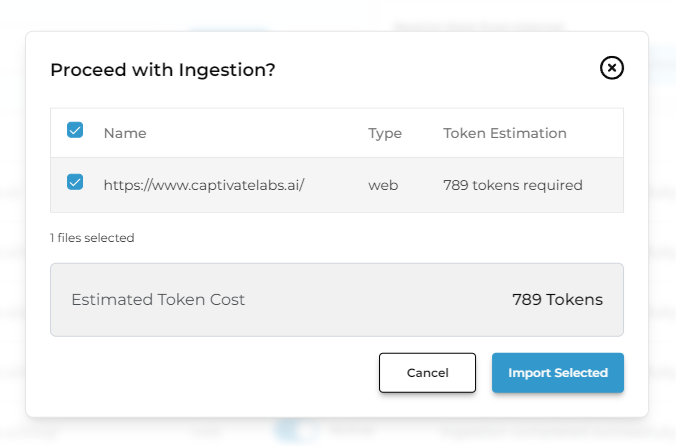 Proceed with Ingestion?
Name Type Token Estimation
https://www.captivatelabs.ai/ web 789 tokens required
1 files selected
Estimated Token Cost 789 Tokens
Cancel Import Selected